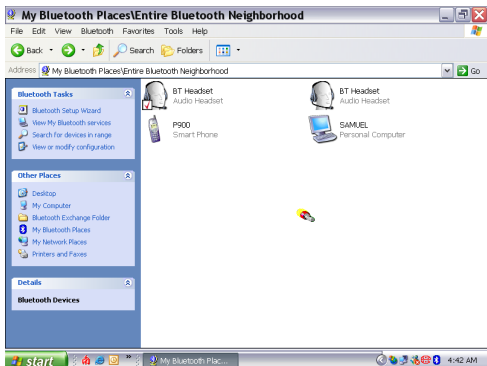 My Bluetooth Places\Entire Bluetooth Neighborhood
File Edit View Bluetooth Favorites Tools Help
Back Search Folders
Address My Bluetooth Places\Entire Bluetooth Neighborhood Go
Bluetooth Tasks
Bluetooth Setup Wizard
View My Bluetooth services
Search for devices in range
View or modify configuration
Other Places
Desktop
My Computer
Bluetooth Exchange Folder
My Bluetooth Places
My Network Places
Printers and Faxes
Details
Bluetooth Devices
BT Headset
Audio Headset
BT Headset
Audio Headset
P900
Smart Phone
SAMUEL
Personal Computer
start » My Bluetooth Plac... 4:42 AM